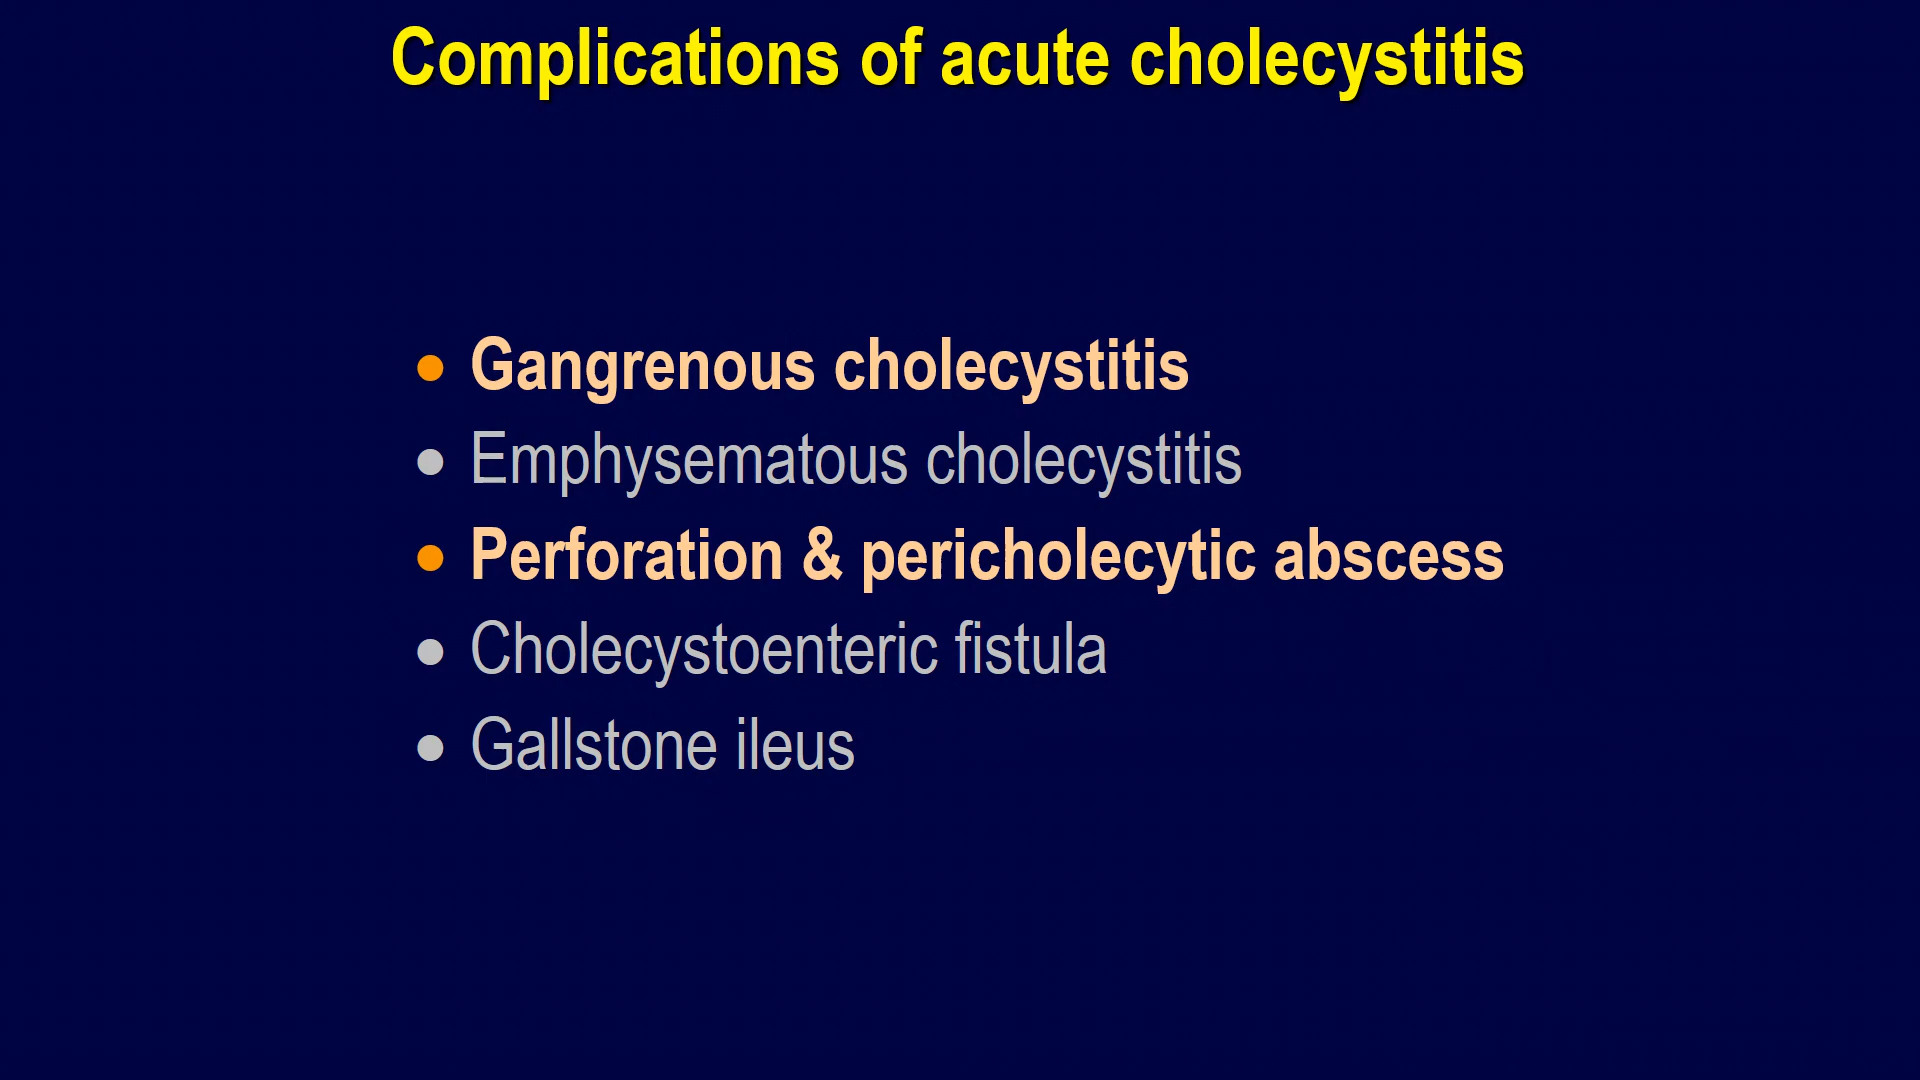 Complications of acute cholecystitis
• Gangrenous cholecystitis
• Emphysematous cholecystitis
• Perforation & pericholecytic abscess
• Cholecystoenteric fistula
• Gallstone ileus